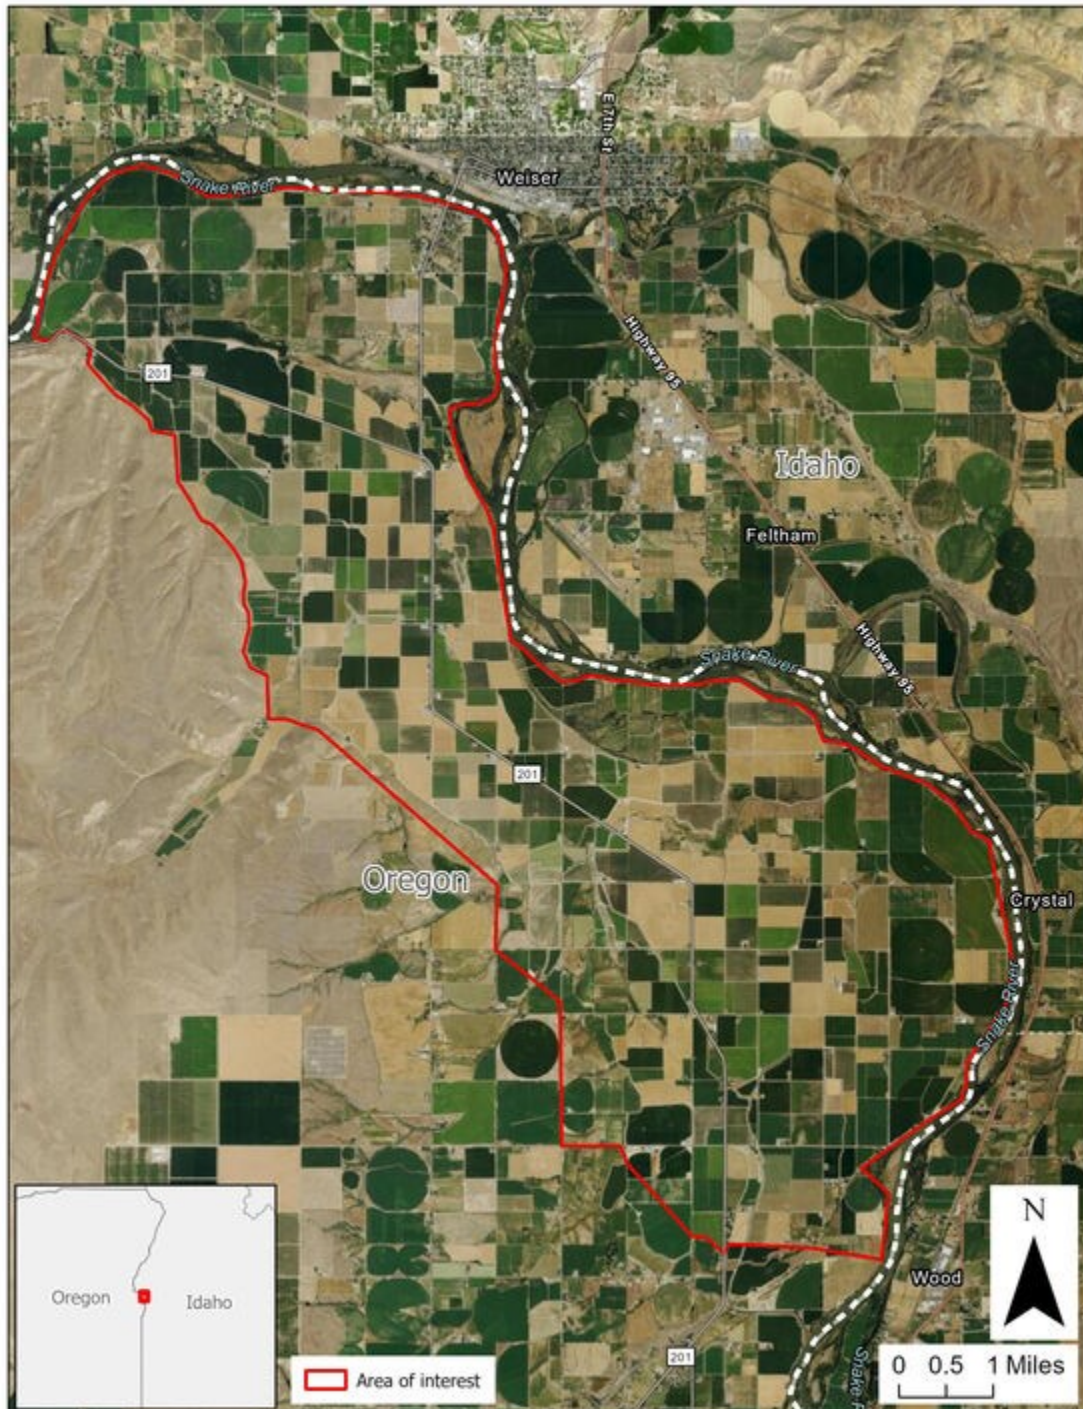 E 7th St
Weiser
Snake River
Highway 95
201
Idaho
Feltham
Snake River
Highway 95
201
Oregon
Crystal
Snake River
N
Wood
Oregon
Idaho
201
Area of interest
0 0.5 1 Miles